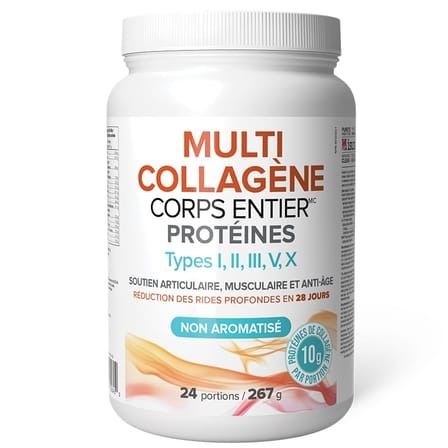 MULTI
COLLAGÈNE
CORPS ENTIER MC
PROTÉINES
Types I, II, III, V, X
SOUTIEN ARTICULAIRE, MUSCULAIRE ET ANTI-ÂGE
RÉDUCTION DES RIDES PROFONDES EN 28 JOURS
NON AROMATISÉ
PROTÉINES DE COLLAGÈNE
10g
PAR PORTION
24 portions / 267 g